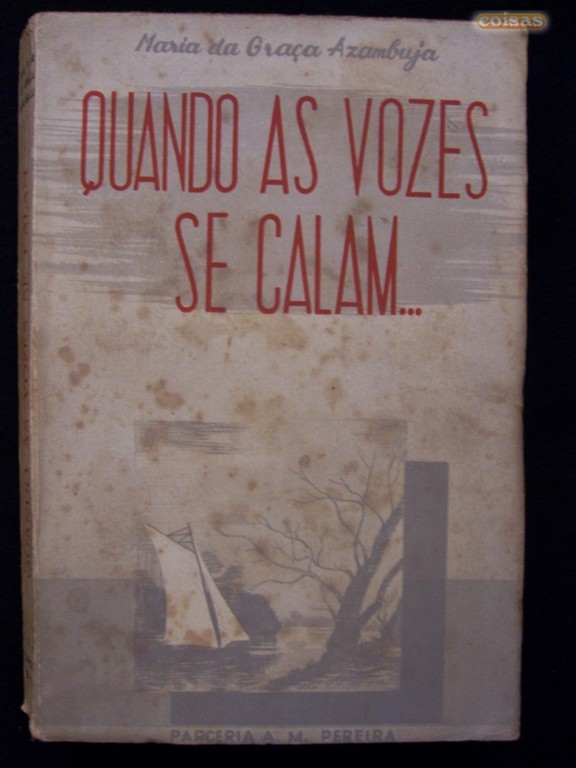 coisas
Maria da Graça Azambuja
QUANDO AS VOZES
SE CALAM...
PARCERIA A. M. PEREIRA